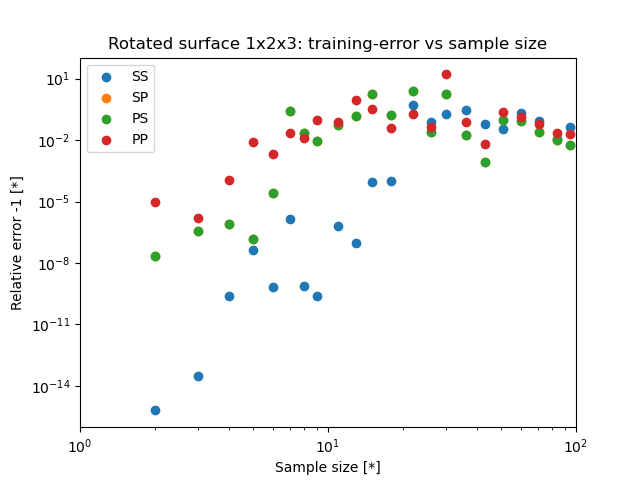 Rotated surface 1x2x3: training-error vs sample size
SS
SP
PS
PP
Relative error -1 [*]
10^1
10^-2
10^-5
10^-8
10^-11
10^-14
10^0
10^1
10^2
Sample size [*]